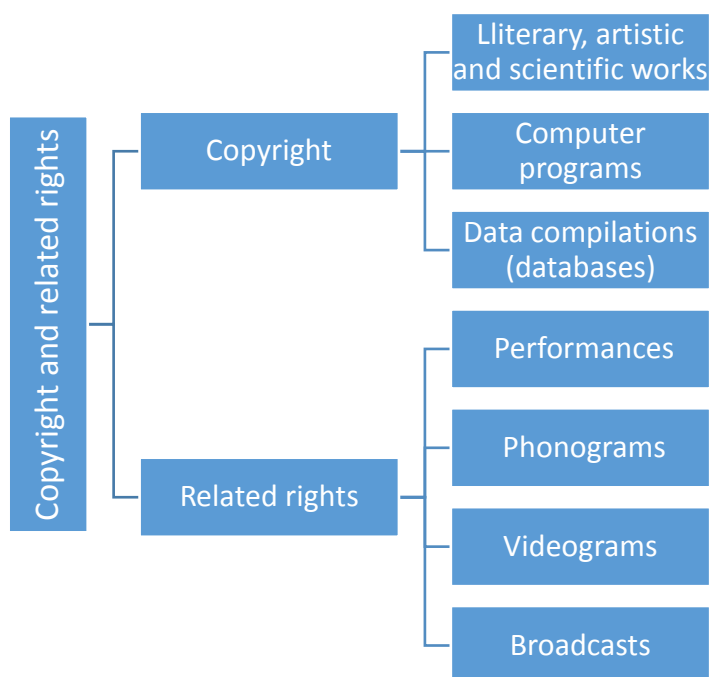 Copyright and related rights
Copyright
Lliterary, artistic
and scientific works
Computer
programs
Data compilations
(databases)
Related rights
Performances
Phonograms
Videograms
Broadcasts